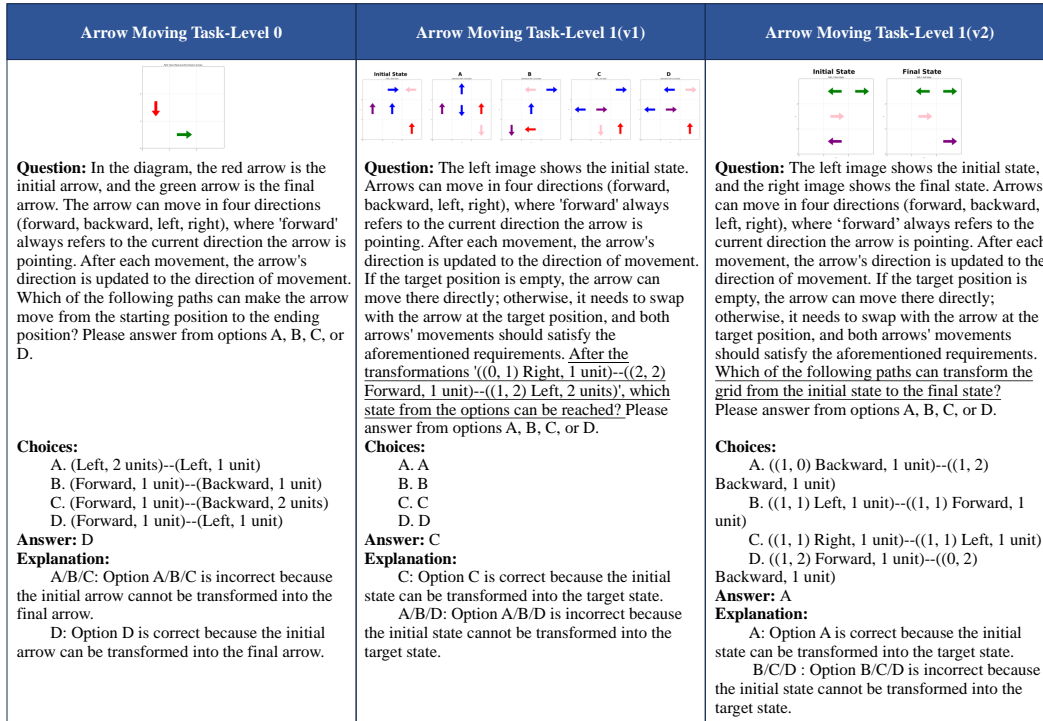 Arrow Moving Task-Level 0
Arrow Moving Task-Level 1(v1)
Arrow Moving Task-Level 1(v2)
Question: In the diagram, the red arrow is the
initial arrow, and the green arrow is the final
arrow. The arrow can move in four directions
(forward, backward, left, right), where 'forward'
always refers to the current direction the arrow is
pointing. After each movement, the arrow's
direction is updated to the direction of movement.
Which of the following paths can make the arrow
move from the starting position to the ending
position? Please answer from options A, B, C, or
D.
Choices:
A. (Left, 2 units)--(Left, 1 unit)
B. (Forward, 1 unit)--(Backward, 1 unit)
C. (Forward, 1 unit)--(Backward, 2 units)
D. (Forward, 1 unit)--(Left, 1 unit)
Answer: D
Explanation:
A/B/C: Option A/B/C is incorrect because
the initial arrow cannot be transformed into the
final arrow.
D: Option D is correct because the initial
arrow can be transformed into the final arrow.
Initial State
A
B
C
D
Question: The left image shows the initial state.
Arrows can move in four directions (forward,
backward, left, right), where 'forward' always
refers to the current direction the arrow is
pointing. After each movement, the arrow's
direction is updated to the direction of movement.
If the target position is empty, the arrow can
move there directly; otherwise, it needs to swap
with the arrow at the target position, and both
arrows' movements should satisfy the
aforementioned requirements. After the
transformations '((0, 1) Right, 1 unit)--((2, 2)
Forward, 1 unit)--((1, 2) Left, 2 units)', which
state from the options can be reached? Please
answer from options A, B, C, or D.
Choices:
A. A
B. B
C. C
D. D
Answer: C
Explanation:
C: Option C is correct because the initial
state can be transformed into the target state.
A/B/D: Option A/B/D is incorrect because
the initial state cannot be transformed into the
target state.
Initial State
Final State
Question: The left image shows the initial state,
and the right image shows the final state. Arrows
can move in four directions (forward, backward,
left, right), where ‘forward’ always refers to the
current direction the arrow is pointing. After each
movement, the arrow's direction is updated to the
direction of movement. If the target position is
empty, the arrow can move there directly;
otherwise, it needs to swap with the arrow at the
target position, and both arrows' movements
should satisfy the aforementioned requirements.
Which of the following paths can transform the
grid from the initial state to the final state?
Please answer from options A, B, C, or D.
Choices:
A. ((1, 0) Backward, 1 unit)--((1, 2)
Backward, 1 unit)
B. ((1, 1) Left, 1 unit)--((1, 1) Forward, 1
unit)
C. ((1, 1) Right, 1 unit)--((1, 1) Left, 1 unit)
D. ((1, 2) Forward, 1 unit)--((0, 2)
Backward, 1 unit)
Answer: A
Explanation:
A: Option A is correct because the initial
state can be transformed into the target state.
B/C/D : Option B/C/D is incorrect because
the initial state cannot be transformed into the
target state.